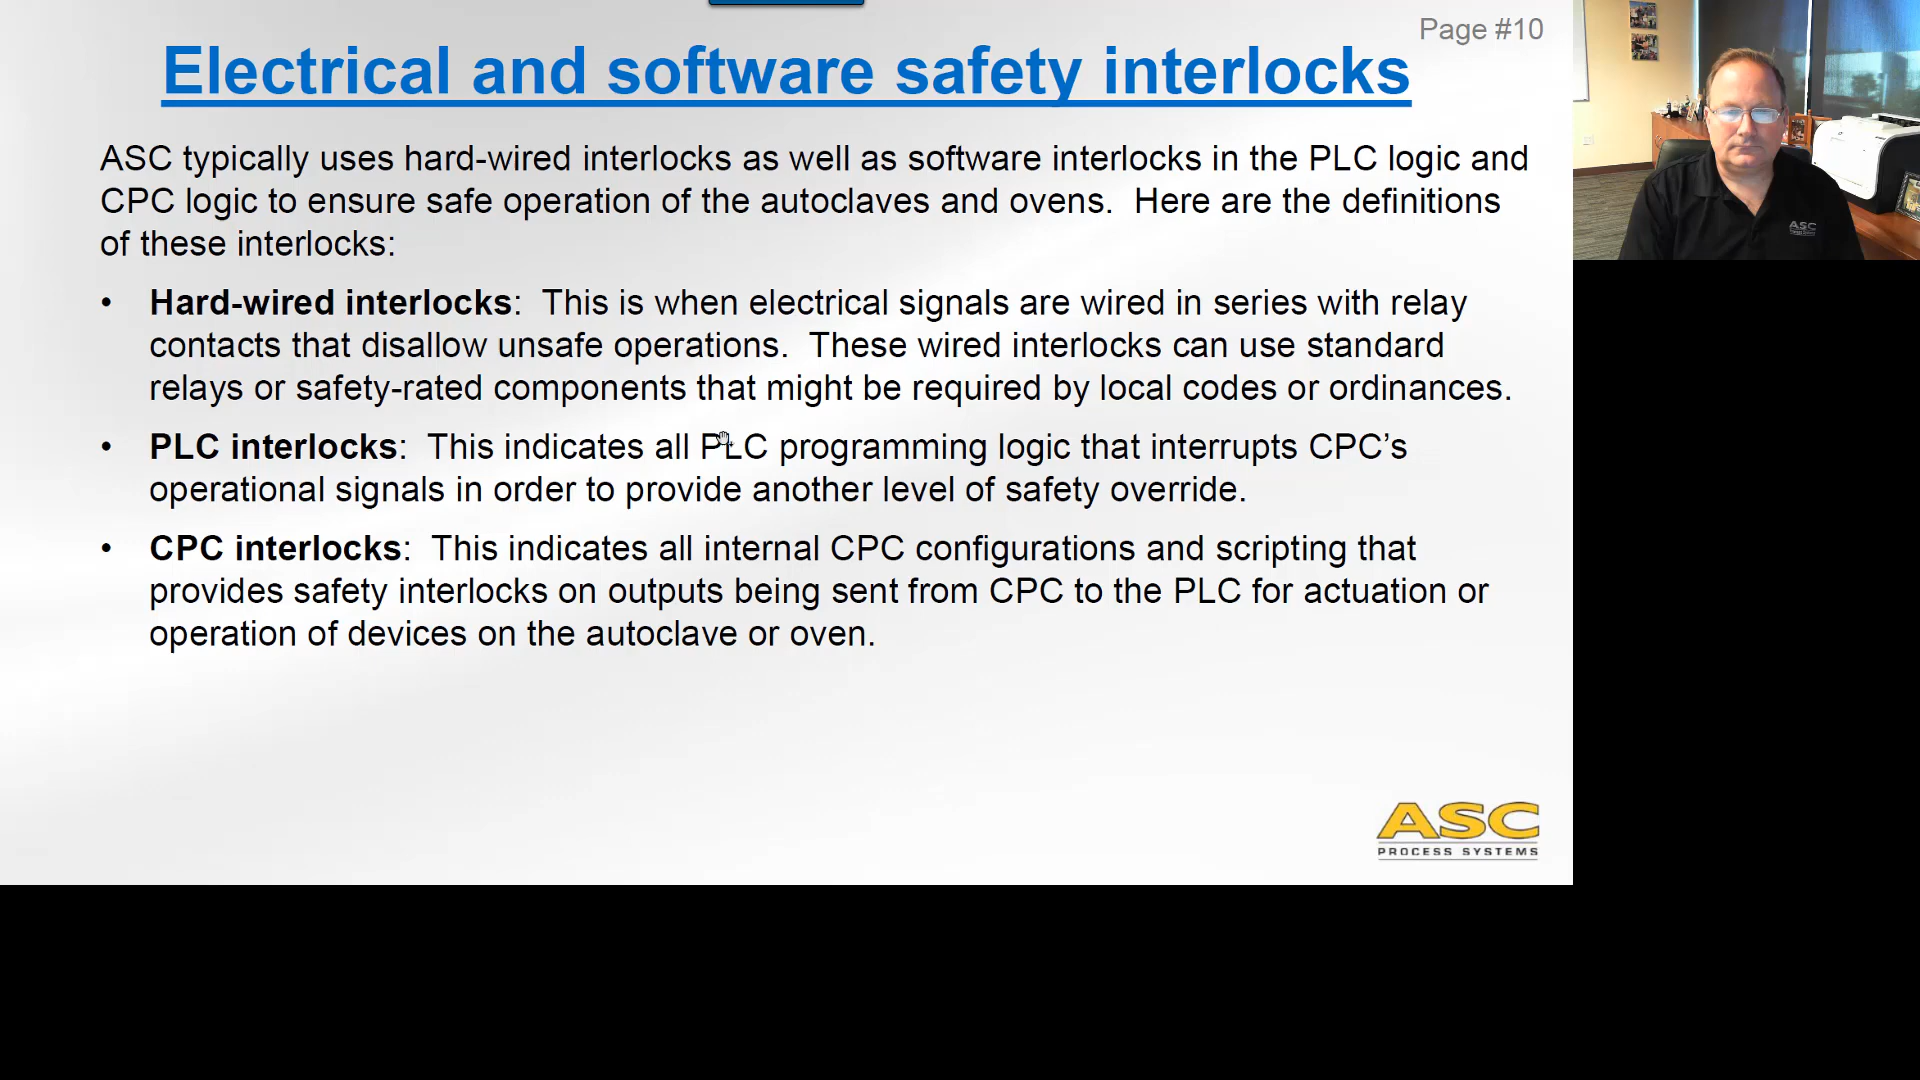 Page #10
Electrical and software safety interlocks
ASC typically uses hard-wired interlocks as well as software interlocks in the PLC logic and
CPC logic to ensure safe operation of the autoclaves and ovens.  Here are the definitions
of these interlocks:
• Hard-wired interlocks:  This is when electrical signals are wired in series with relay
contacts that disallow unsafe operations.  These wired interlocks can use standard
relays or safety-rated components that might be required by local codes or ordinances.
• PLC interlocks:  This indicates all PLC programming logic that interrupts CPC’s
operational signals in order to provide another level of safety override.
• CPC interlocks:  This indicates all internal CPC configurations and scripting that
provides safety interlocks on outputs being sent from CPC to the PLC for actuation or
operation of devices on the autoclave or oven.
ASC
PROCESS SYSTEMS
ASC